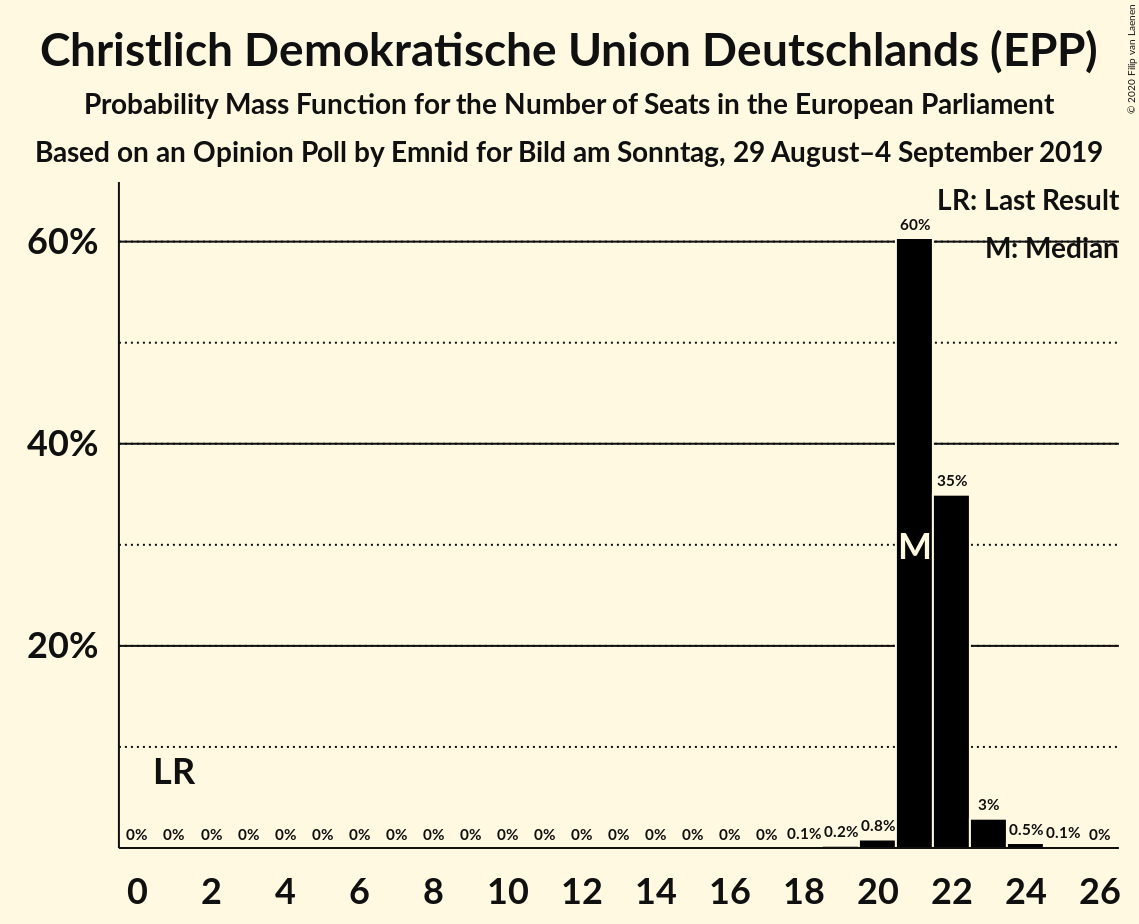 Christlich Demokratische Union Deutschlands (EPP)
Probability Mass Function for the Number of Seats in the European Parliament
Based on an Opinion Poll by Emnid for Bild am Sonntag, 29 August–4 September 2019
© 2020 Filip van Laenen
LR: Last Result
M: Median
60%
40%
20%
60%
35%
M
LR
0% 0% 0% 0% 0% 0% 0% 0% 0% 0% 0% 0% 0% 0% 0% 0% 0% 0% 0.1% 0.2% 0.8% 3% 0.5% 0.1% 0%
0 2 4 6 8 10 12 14 16 18 20 22 24 26